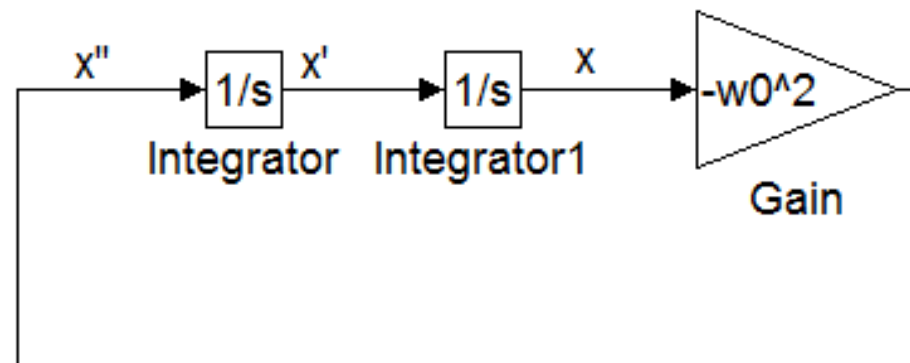 x" x' x
1/s 1/s -w0^2
Integrator Integrator1
Gain